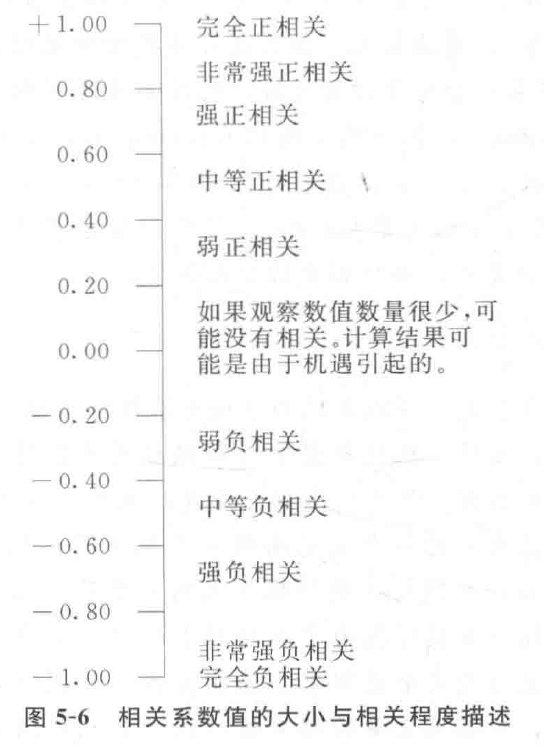 +1.00 完全正相关
非常强正相关
0.80
强正相关
0.60
中等正相关
0.40
弱正相关
0.20
如果观察数值数量很少,可
能没有相关。计算结果可
0.00
能是由于机遇引起的。
-0.20
弱负相关
-0.40
中等负相关
-0.60
强负相关
-0.80
非常强负相关
-1.00 完全负相关
图 5-6 相关系数值的大小与相关程度描述